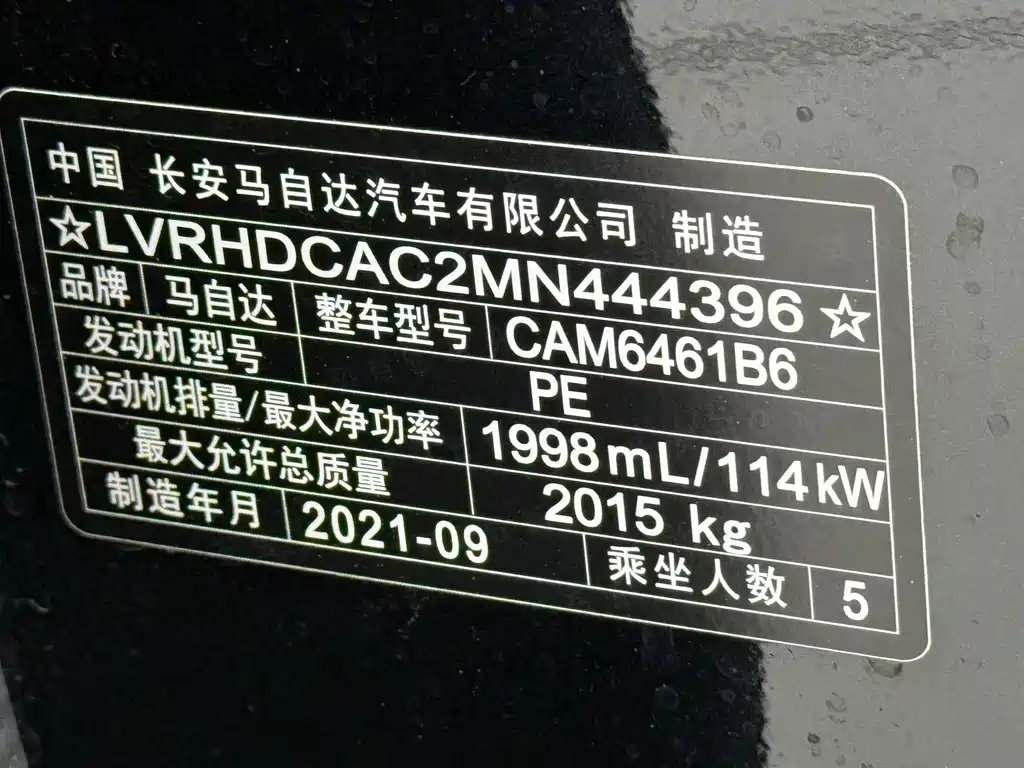 中国 长安马自达汽车有限公司 制造
☆LVRHDCAC2MN444396☆
品牌 马自达 整车型号 CAM6461B6
发动机型号 PE
发动机排量/最大净功率 1998mL/114kW
最大允许总质量 2015 kg
制造年月 2021-09 乘坐人数 5